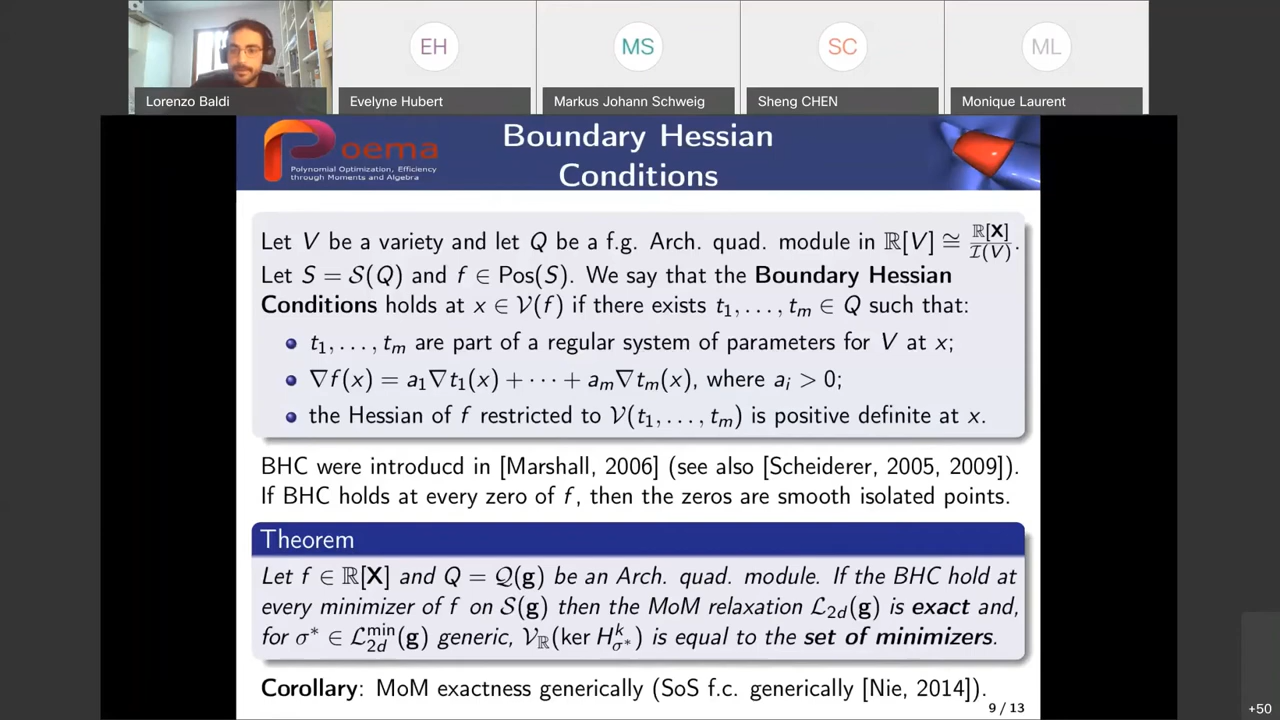 EH
MS
SC
ML
Lorenzo Baldi
Evelyne Hubert
Markus Johann Schweig
Sheng CHEN
Monique Laurent
Poema
Polynomial Optimization, Efficiency
through Moments and Algebra
Boundary Hessian
Conditions
Let V be a variety and let Q be a f.g. Arch. quad. module in ℝ[V] ≅ ℝ[𝐗]/ℐ(V).
Let S = 𝒮(Q) and f ∈ Pos(S). We say that the Boundary Hessian
Conditions holds at x ∈ 𝒱(f) if there exists t₁, . . . , tₘ ∈ Q such that:
• t₁, . . . , tₘ are part of a regular system of parameters for V at x;
• ∇f(x) = a₁∇t₁(x) + · · · + aₘ∇tₘ(x), where aᵢ > 0;
• the Hessian of f restricted to 𝒱(t₁, . . . , tₘ) is positive definite at x.
BHC were introducd in [Marshall, 2006] (see also [Scheiderer, 2005, 2009]).
If BHC holds at every zero of f, then the zeros are smooth isolated points.
Theorem
Let f ∈ ℝ[𝐗] and Q = 𝒬(𝐠) be an Arch. quad. module. If the BHC hold at
every minimizer of f on 𝒮(𝐠) then the MoM relaxation ℒ_{2d}(𝐠) is exact and,
for σ* ∈ ℒ_{2d}^{min}(𝐠) generic, 𝒱_ℝ(ker H_{σ*}^k) is equal to the set of minimizers.
Corollary: MoM exactness generically (SoS f.c. generically [Nie, 2014]).
9 / 13
+50